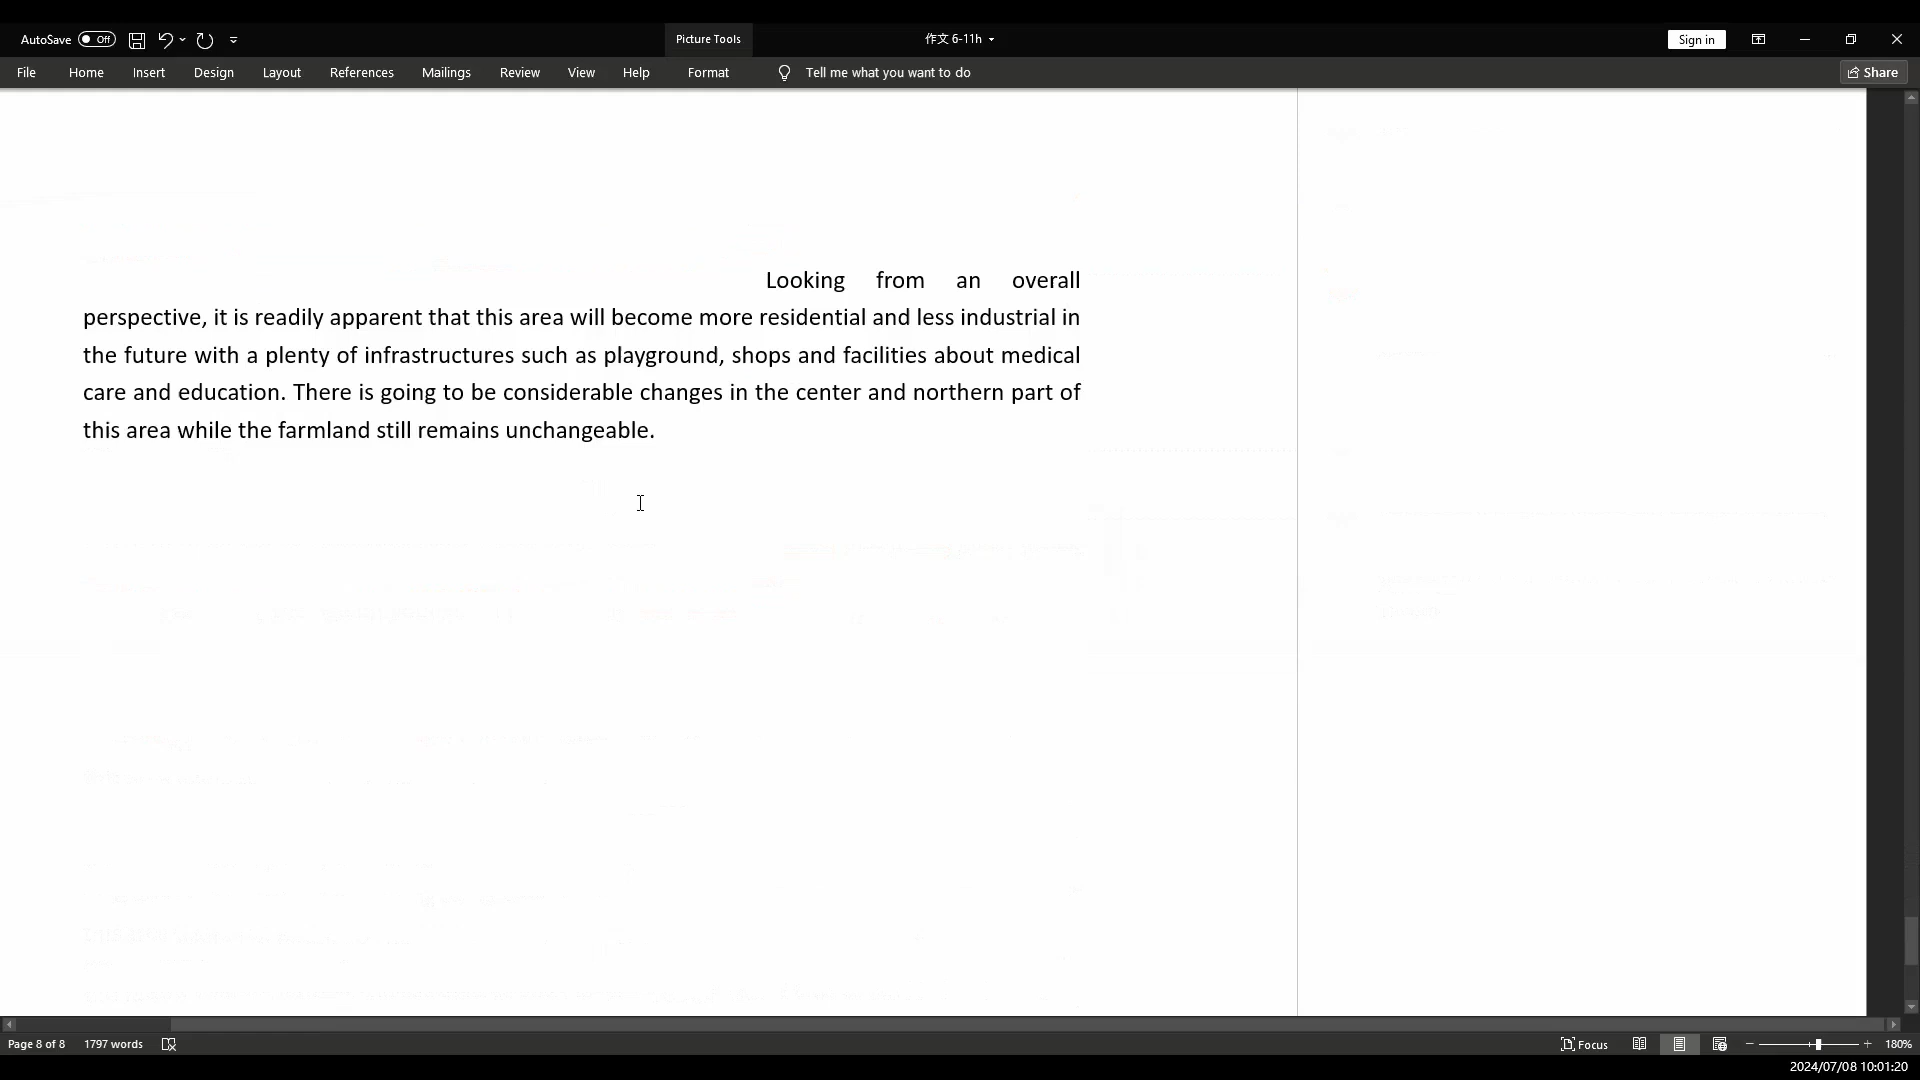 AutoSave Off Picture Tools 作文 6-11h Sign in
File Home Insert Design Layout References Mailings Review View Help Format Tell me what you want to do Share
Looking from an overall
perspective, it is readily apparent that this area will become more residential and less industrial in
the future with a plenty of infrastructures such as playground, shops and facilities about medical
care and education. There is going to be considerable changes in the center and northern part of
this area while the farmland still remains unchangeable.
Page 8 of 8 1797 words Focus 180%
2024/07/08 10:01:20